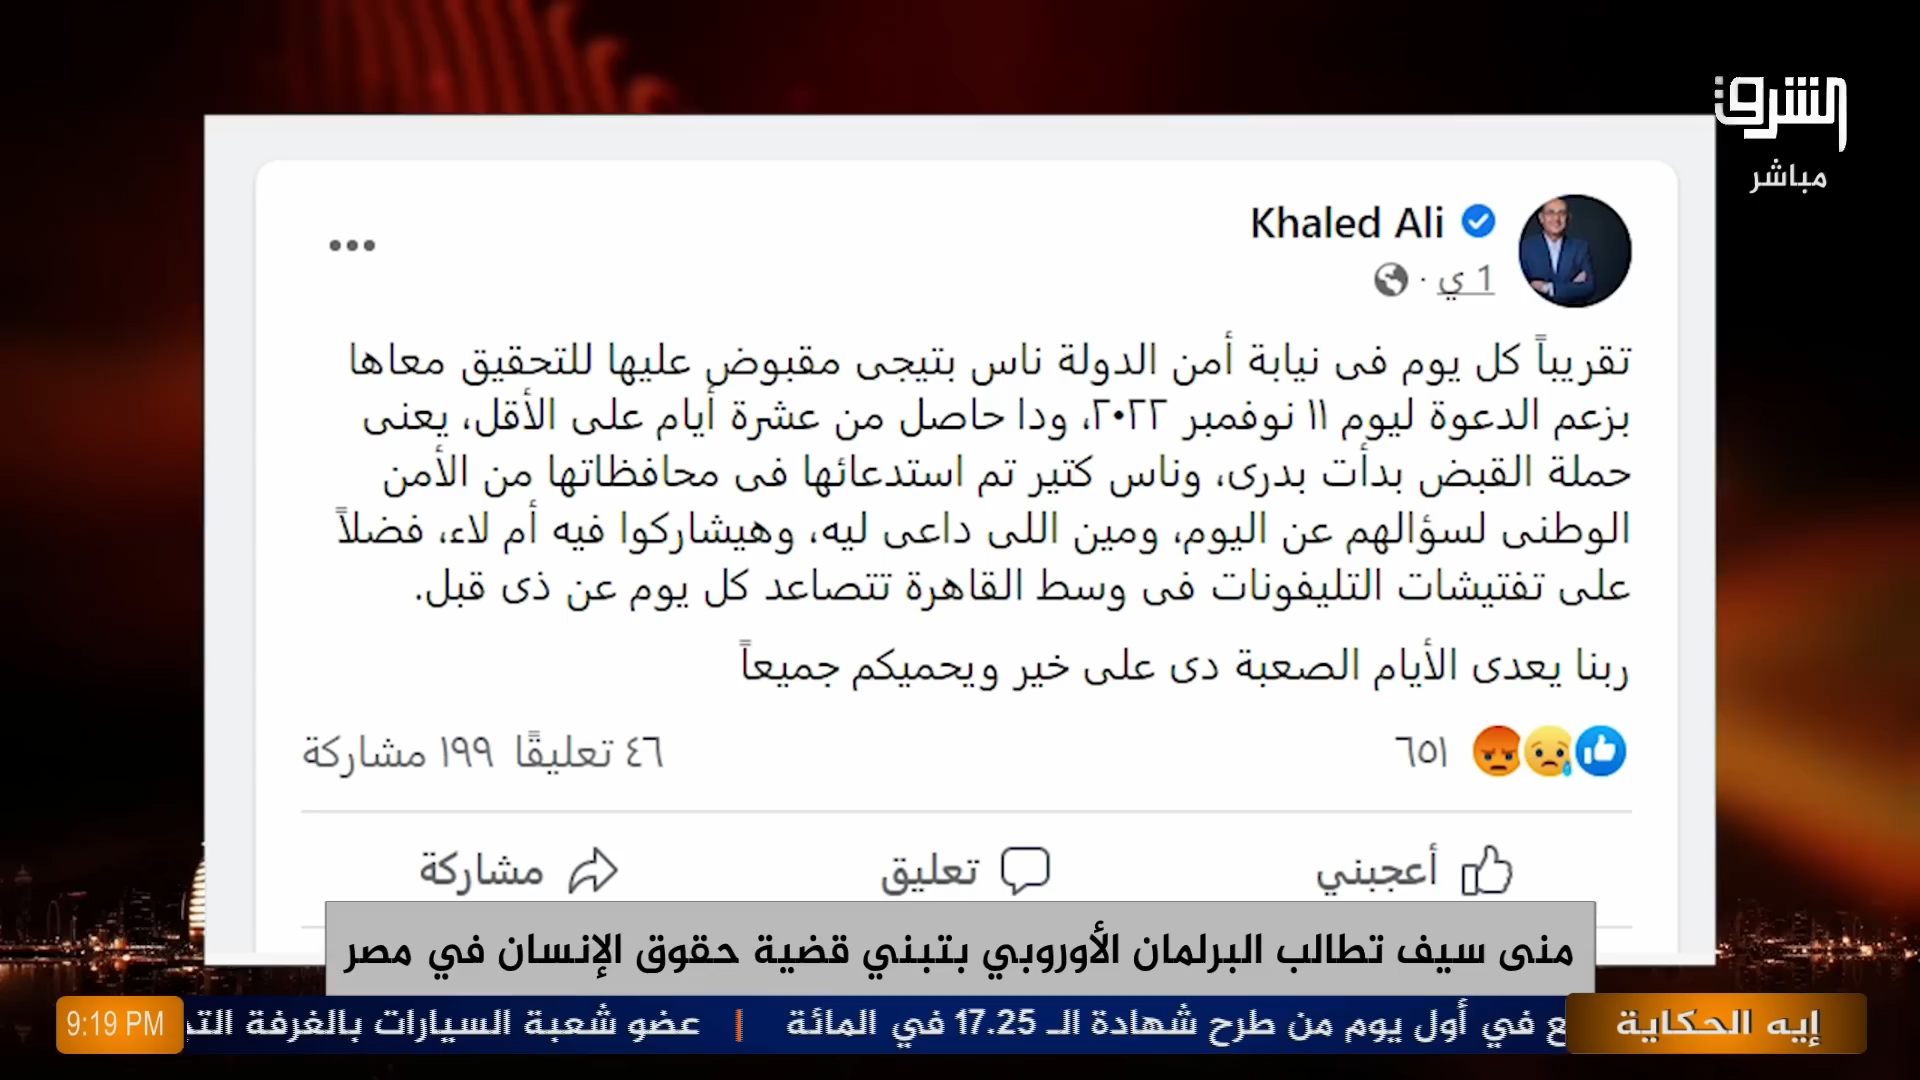 الشرق
مباشر
Khaled Ali
1 ي
تقريباً كل يوم فى نيابة أمن الدولة ناس بتيجى مقبوض عليها للتحقيق معاها
بزعم الدعوة ليوم ١١ نوفمبر ٢٠٢٢، ودا حاصل من عشرة أيام على الأقل، يعنى
حملة القبض بدأت بدرى، وناس كتير تم استدعائها فى محافظاتها من الأمن
الوطنى لسؤالهم عن اليوم، ومين اللى داعى ليه، وهيشاركوا فيه أم لاء، فضلاً
على تفتيشات التليفونات فى وسط القاهرة تتصاعد كل يوم عن ذى قبل.
ربنا يعدى الأيام الصعبة دى على خير ويحميكم جميعاً
٦٥١
٤٦ تعليقًا ١٩٩ مشاركة
أعجبني
تعليق
مشاركة
منى سيف تطالب البرلمان الأوروبي بتبني قضية حقوق الإنسان في مصر
إيه الحكاية
في أول يوم من طرح شهادة الـ 17.25 في المائة | عضو شعبة السيارات بالغرفة
9:19 PM